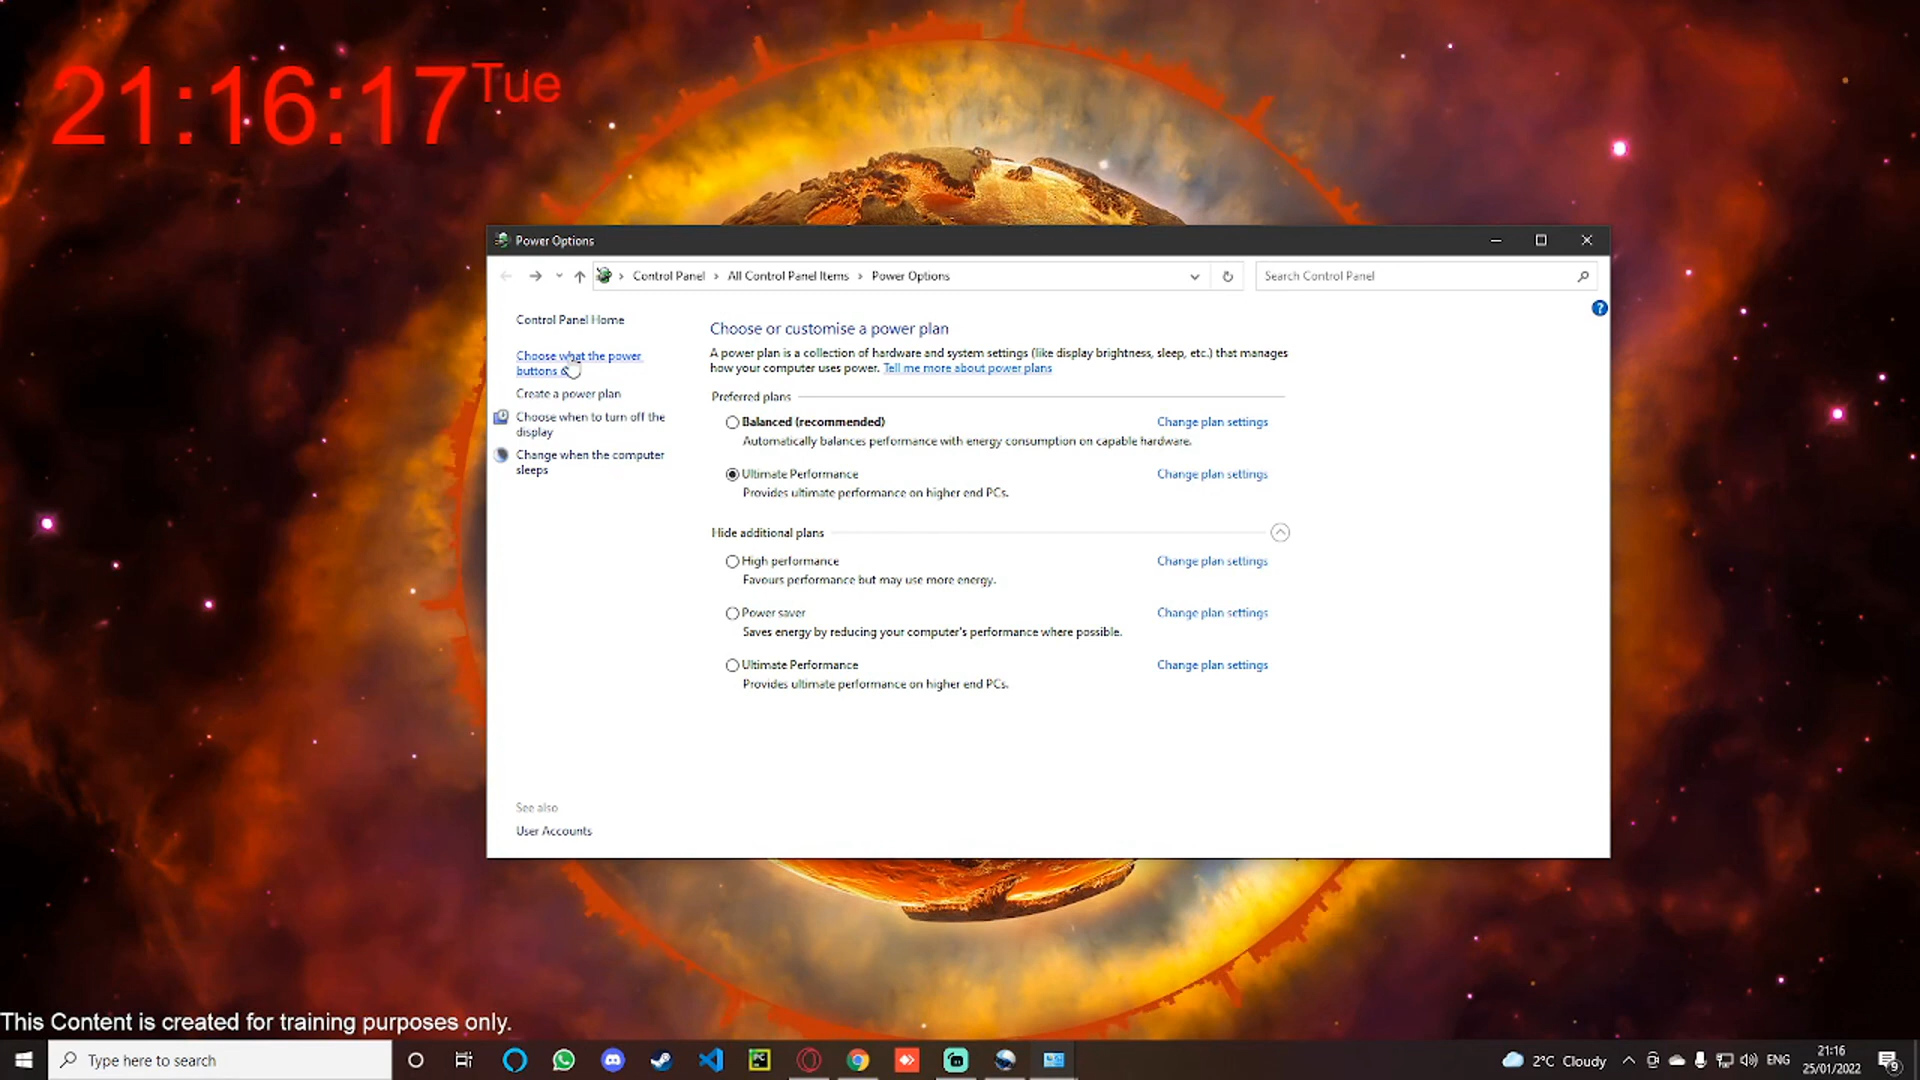 21:16:17 Tue
Power Options
Control Panel > All Control Panel Items > Power Options
Search Control Panel
Control Panel Home
Choose what the power
buttons
Create a power plan
Choose when to turn off the
display
Change when the computer
sleeps
See also
User Accounts
Choose or customise a power plan
A power plan is a collection of hardware and system settings (like display brightness, sleep, etc.) that manages
how your computer uses power. Tell me more about power plans
Preferred plans
Balanced (recommended) Change plan settings
Automatically balances performance with energy consumption on capable hardware.
Ultimate Performance Change plan settings
Provides ultimate performance on higher end PCs.
Hide additional plans
High performance Change plan settings
Favours performance but may use more energy.
Power saver Change plan settings
Saves energy by reducing your computer's performance where possible.
Ultimate Performance Change plan settings
Provides ultimate performance on higher end PCs.
This Content is created for training purposes only.
Type here to search
PC
2°C Cloudy
ENG
21:16
25/01/2022
9